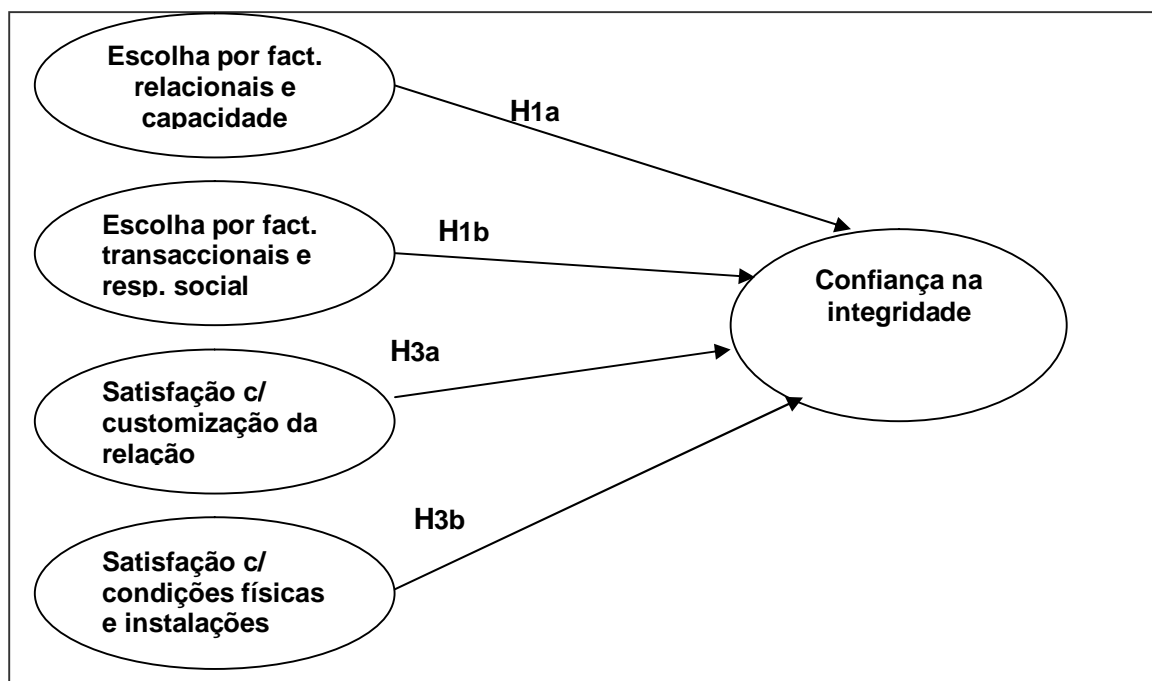 Escolha por fact.
relacionais e
capacidade
H1a
Escolha por fact.
transaccionais e
resp. social
H1b
Confiança na
integridade
H3a
Satisfação c/
customização da
relação
H3b
Satisfação c/
condições físicas
e instalações